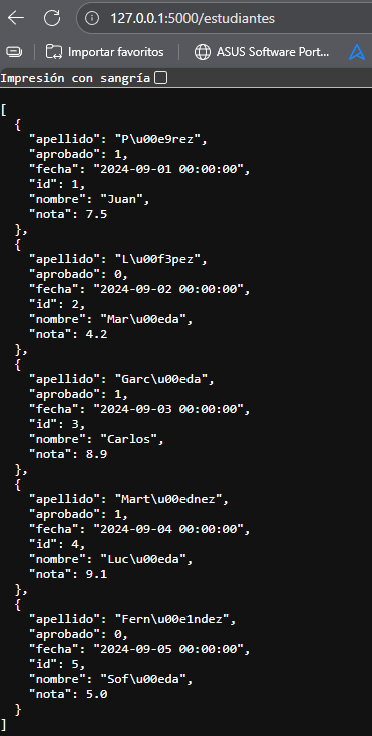 127.0.0.1:5000/estudiantes
Importar favoritos ASUS Software Port...
Impresión con sangría
[
  {
    "apellido": "P\u00e9rez",
    "aprobado": 1,
    "fecha": "2024-09-01 00:00:00",
    "id": 1,
    "nombre": "Juan",
    "nota": 7.5
  },
  {
    "apellido": "L\u00f3pez",
    "aprobado": 0,
    "fecha": "2024-09-02 00:00:00",
    "id": 2,
    "nombre": "Mar\u00eda",
    "nota": 4.2
  },
  {
    "apellido": "Garc\u00eda",
    "aprobado": 1,
    "fecha": "2024-09-03 00:00:00",
    "id": 3,
    "nombre": "Carlos",
    "nota": 8.9
  },
  {
    "apellido": "Mart\u00ednez",
    "aprobado": 1,
    "fecha": "2024-09-04 00:00:00",
    "id": 4,
    "nombre": "Luc\u00eda",
    "nota": 9.1
  },
  {
    "apellido": "Fern\u00e1ndez",
    "aprobado": 0,
    "fecha": "2024-09-05 00:00:00",
    "id": 5,
    "nombre": "Sof\u00eda",
    "nota": 5.0
  }
]